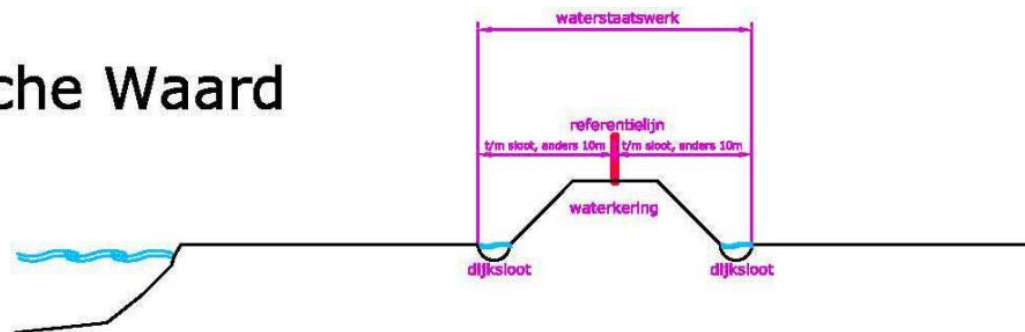 waterstaatswerk
che Waard
referentielijn
t/m sloot, anders 10m t/m sloot, anders 10m
waterkering
dijksloot dijksloot